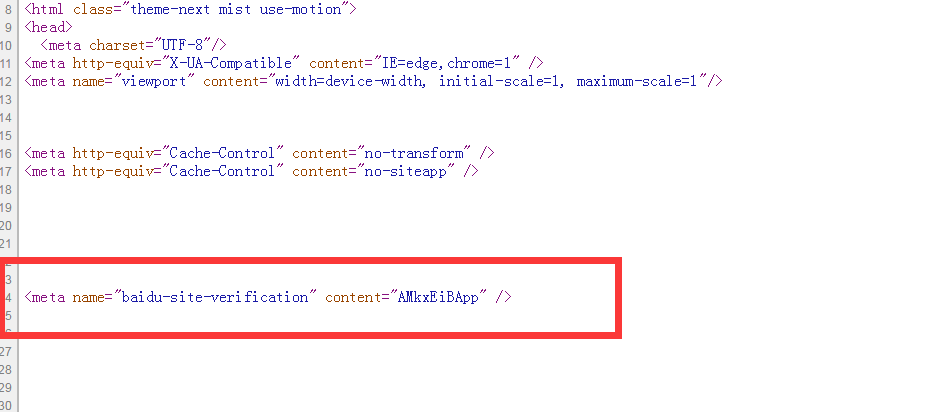 8 <html class="theme-next mist use-motion">
9 <head>
10 <meta charset="UTF-8"/>
11 <meta http-equiv="X-UA-Compatible" content="IE=edge,chrome=1" />
12 <meta name="viewport" content="width=device-width, initial-scale=1, maximum-scale=1"/>
13
14
15
16 <meta http-equiv="Cache-Control" content="no-transform" />
17 <meta http-equiv="Cache-Control" content="no-siteapp" />
18
19
20
21
3
4 <meta name="baidu-site-verification" content="AMkxEiBApp" />
5
27
28
29
30